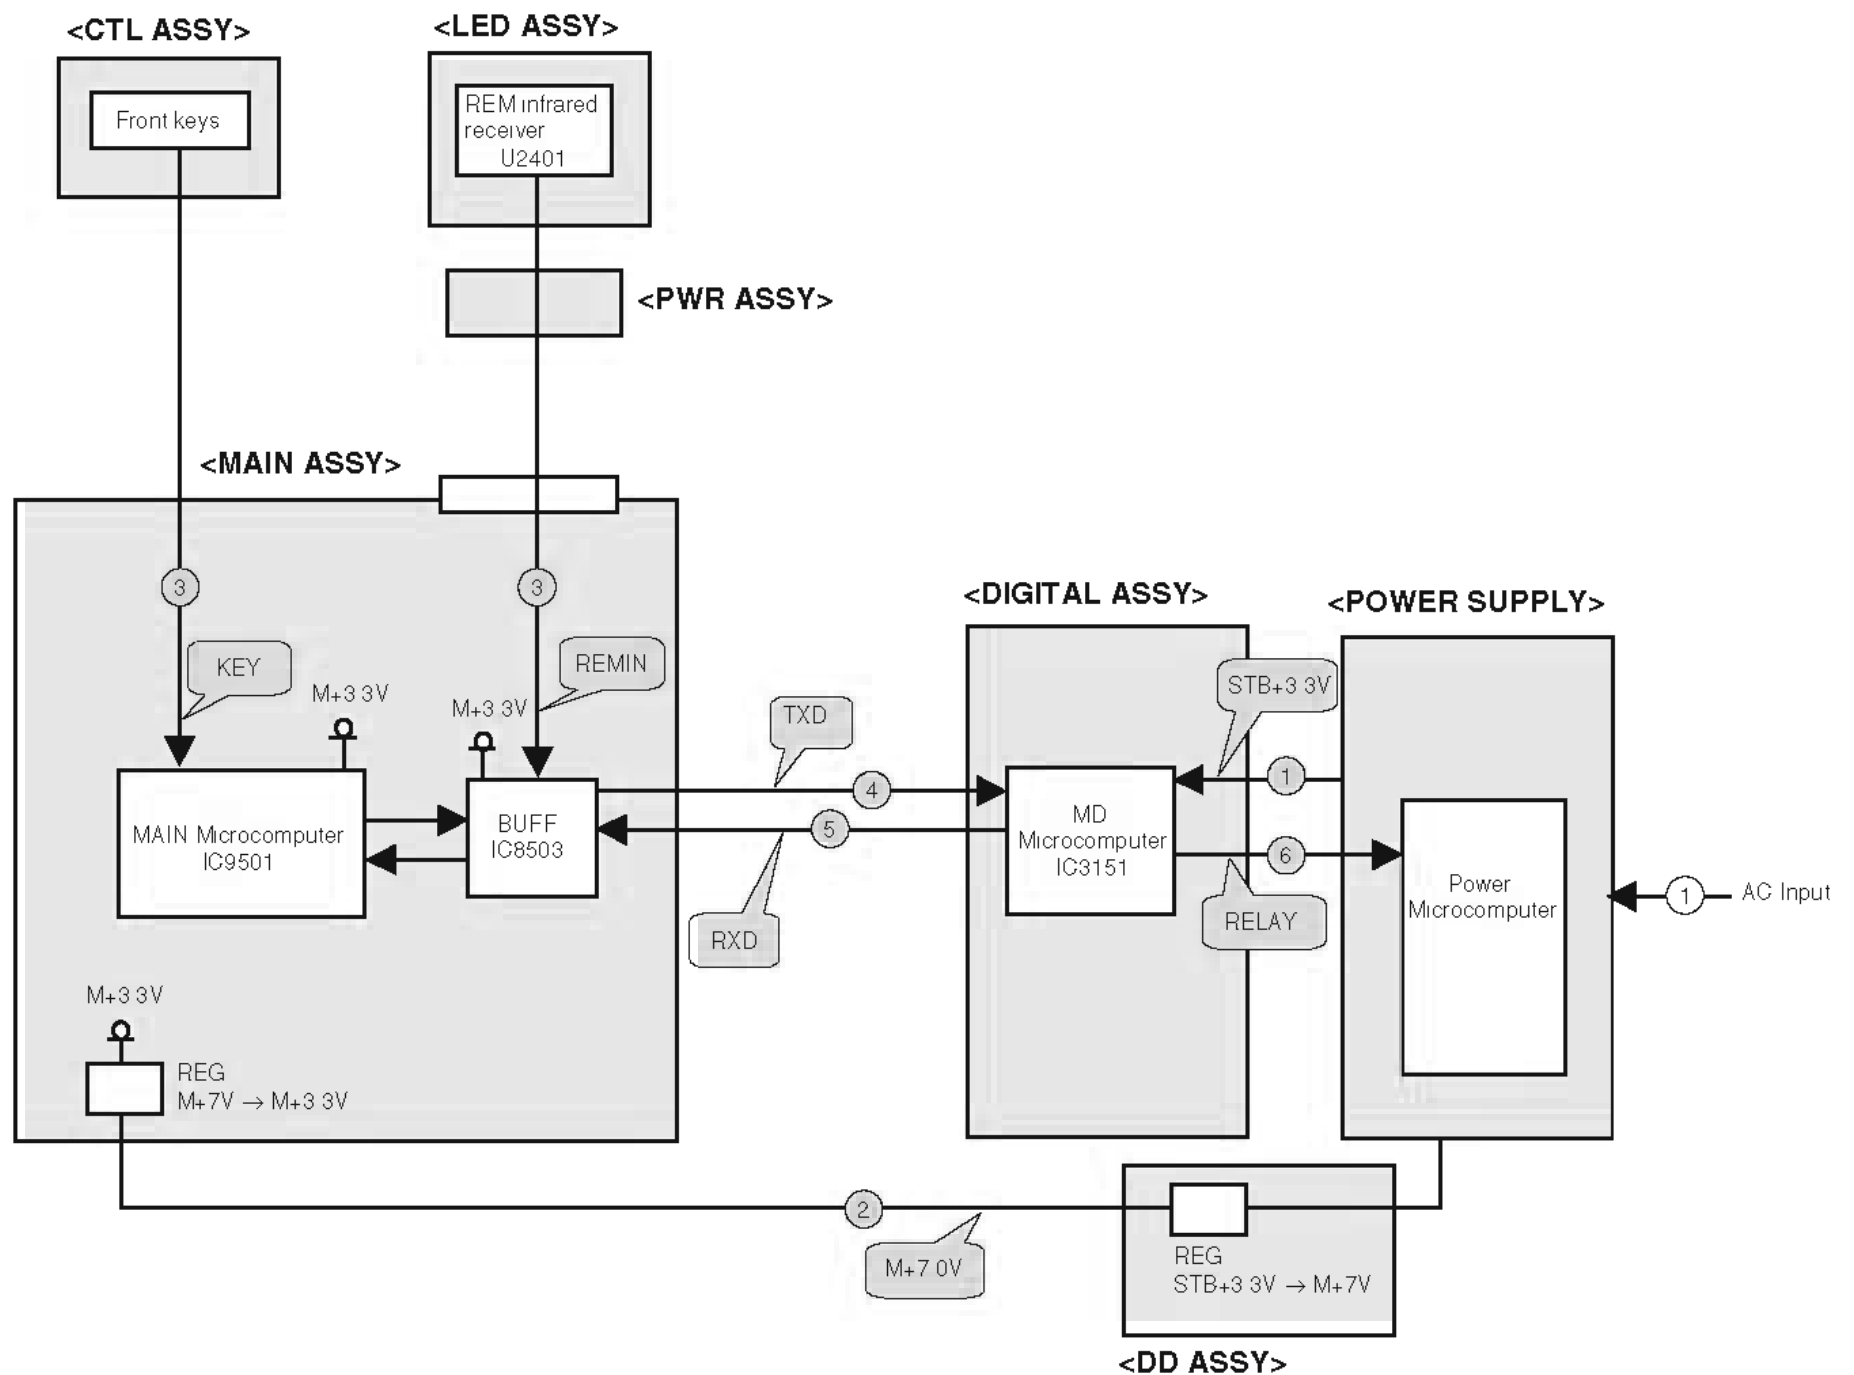 <CTL ASSY>
<LED ASSY>
Front keys
REM infrared
receiver
U2401
<PWR ASSY>
<MAIN ASSY>
3
3
<DIGITAL ASSY>
<POWER SUPPLY>
KEY
REMIN
M+3 3V
M+3 3V
TXD
STB+3 3V
4
1
MAIN Microcomputer
IC9501
BUFF
IC8503
5
MD
Microcomputer
IC3151
6
Power
Microcomputer
1
AC Input
RXD
RELAY
M+3 3V
REG
M+7V → M+3 3V
2
M+7 0V
REG
STB+3 3V → M+7V
<DD ASSY>